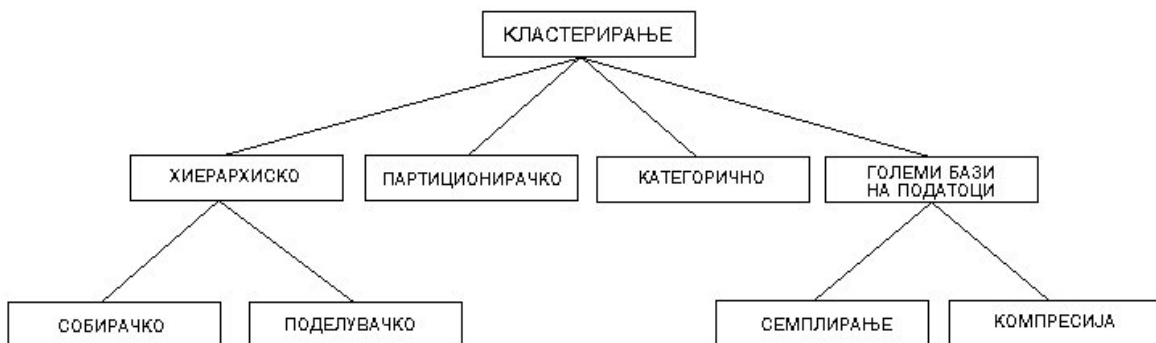 КЛАСТЕРИРАЊЕ
ХИЕРАРХИСКО
ПАРТИЦИОНИРАЧКО
КАТЕГОРИЧНО
ГОЛЕМИ БАЗИ
НА ПОДАТОЦИ
СОБИРАЧКО
ПОДЕЛУВАЧКО
СЕМПЛИРАЊЕ
КОМПРЕСИЈА